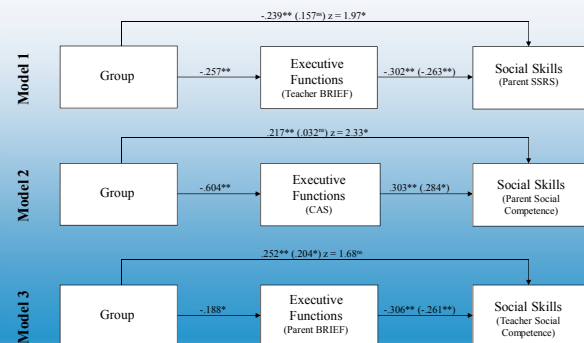 -.239** (.157ⁿˢ) z = 1.97*
Model 1
Group
-.257**
Executive
Functions
(Teacher BRIEF)
-.302** (-.263**)
Social Skills
(Parent SSRS)
.217** (.032ⁿˢ) z = 2.33*
Model 2
Group
-.604**
Executive
Functions
(CAS)
.303** (.284*)
Social Skills
(Parent Social
Competence)
.252** (.204*) z = 1.68ⁿˢ
Model 3
Group
-.188*
Executive
Functions
(Parent BRIEF)
-.306** (-.261**)
Social Skills
(Teacher Social
Competence)